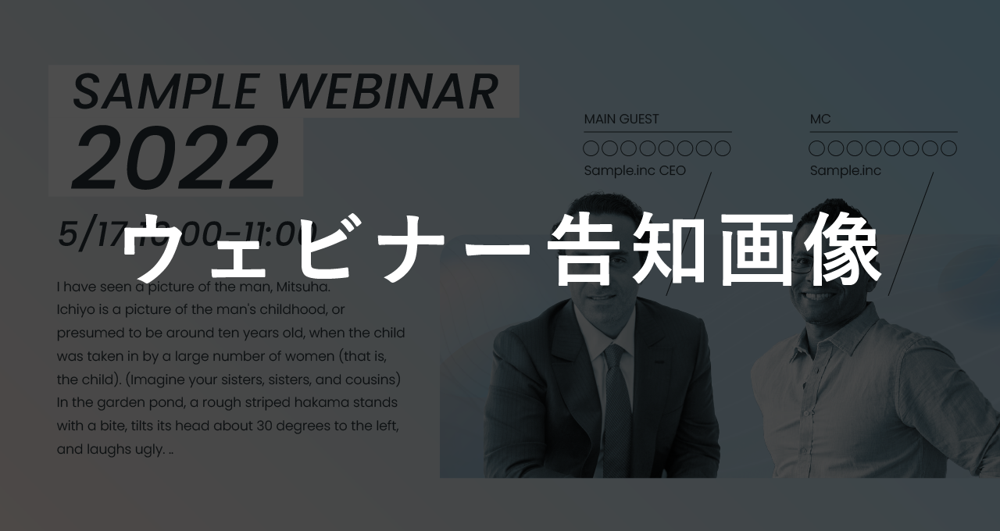 SAMPLE WEBINAR
2022
5/17 10:00-11:00
ウェビナー告知画像
MAIN GUEST
○○○○○○○○
Sample.inc CEO
MC
○○○○○○○○
Sample.inc
I have seen a picture of the man, Mitsuha.
Ichiyo is a picture of the man's childhood, or
presumed to be around ten years old, when the child
was taken in by a large number of women (that is,
the child). (Imagine your sisters, sisters, and cousins)
In the garden pond, a rough striped hakama stands
with a bite, tilts its head about 30 degrees to the left,
and laughs ugly. ..